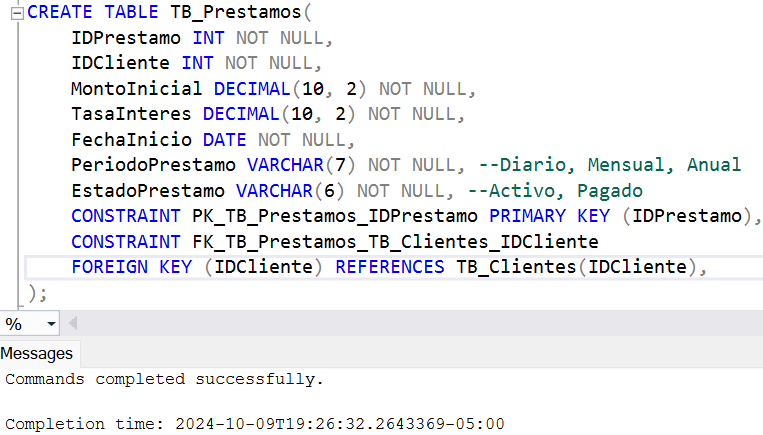 CREATE TABLE TB_Prestamos(
IDPrestamo INT NOT NULL,
IDCliente INT NOT NULL,
MontoInicial DECIMAL(10, 2) NOT NULL,
TasaInteres DECIMAL(10, 2) NOT NULL,
FechaInicio DATE NOT NULL,
PeriodoPrestamo VARCHAR(7) NOT NULL, --Diario, Mensual, Anual
EstadoPrestamo VARCHAR(6) NOT NULL, --Activo, Pagado
CONSTRAINT PK_TB_Prestamos_IDPrestamo PRIMARY KEY (IDPrestamo),
CONSTRAINT FK_TB_Prestamos_TB_Clientes_IDCliente
FOREIGN KEY (IDCliente) REFERENCES TB_Clientes(IDCliente),
);
%
Messages
Commands completed successfully.
Completion time: 2024-10-09T19:26:32.2643369-05:00